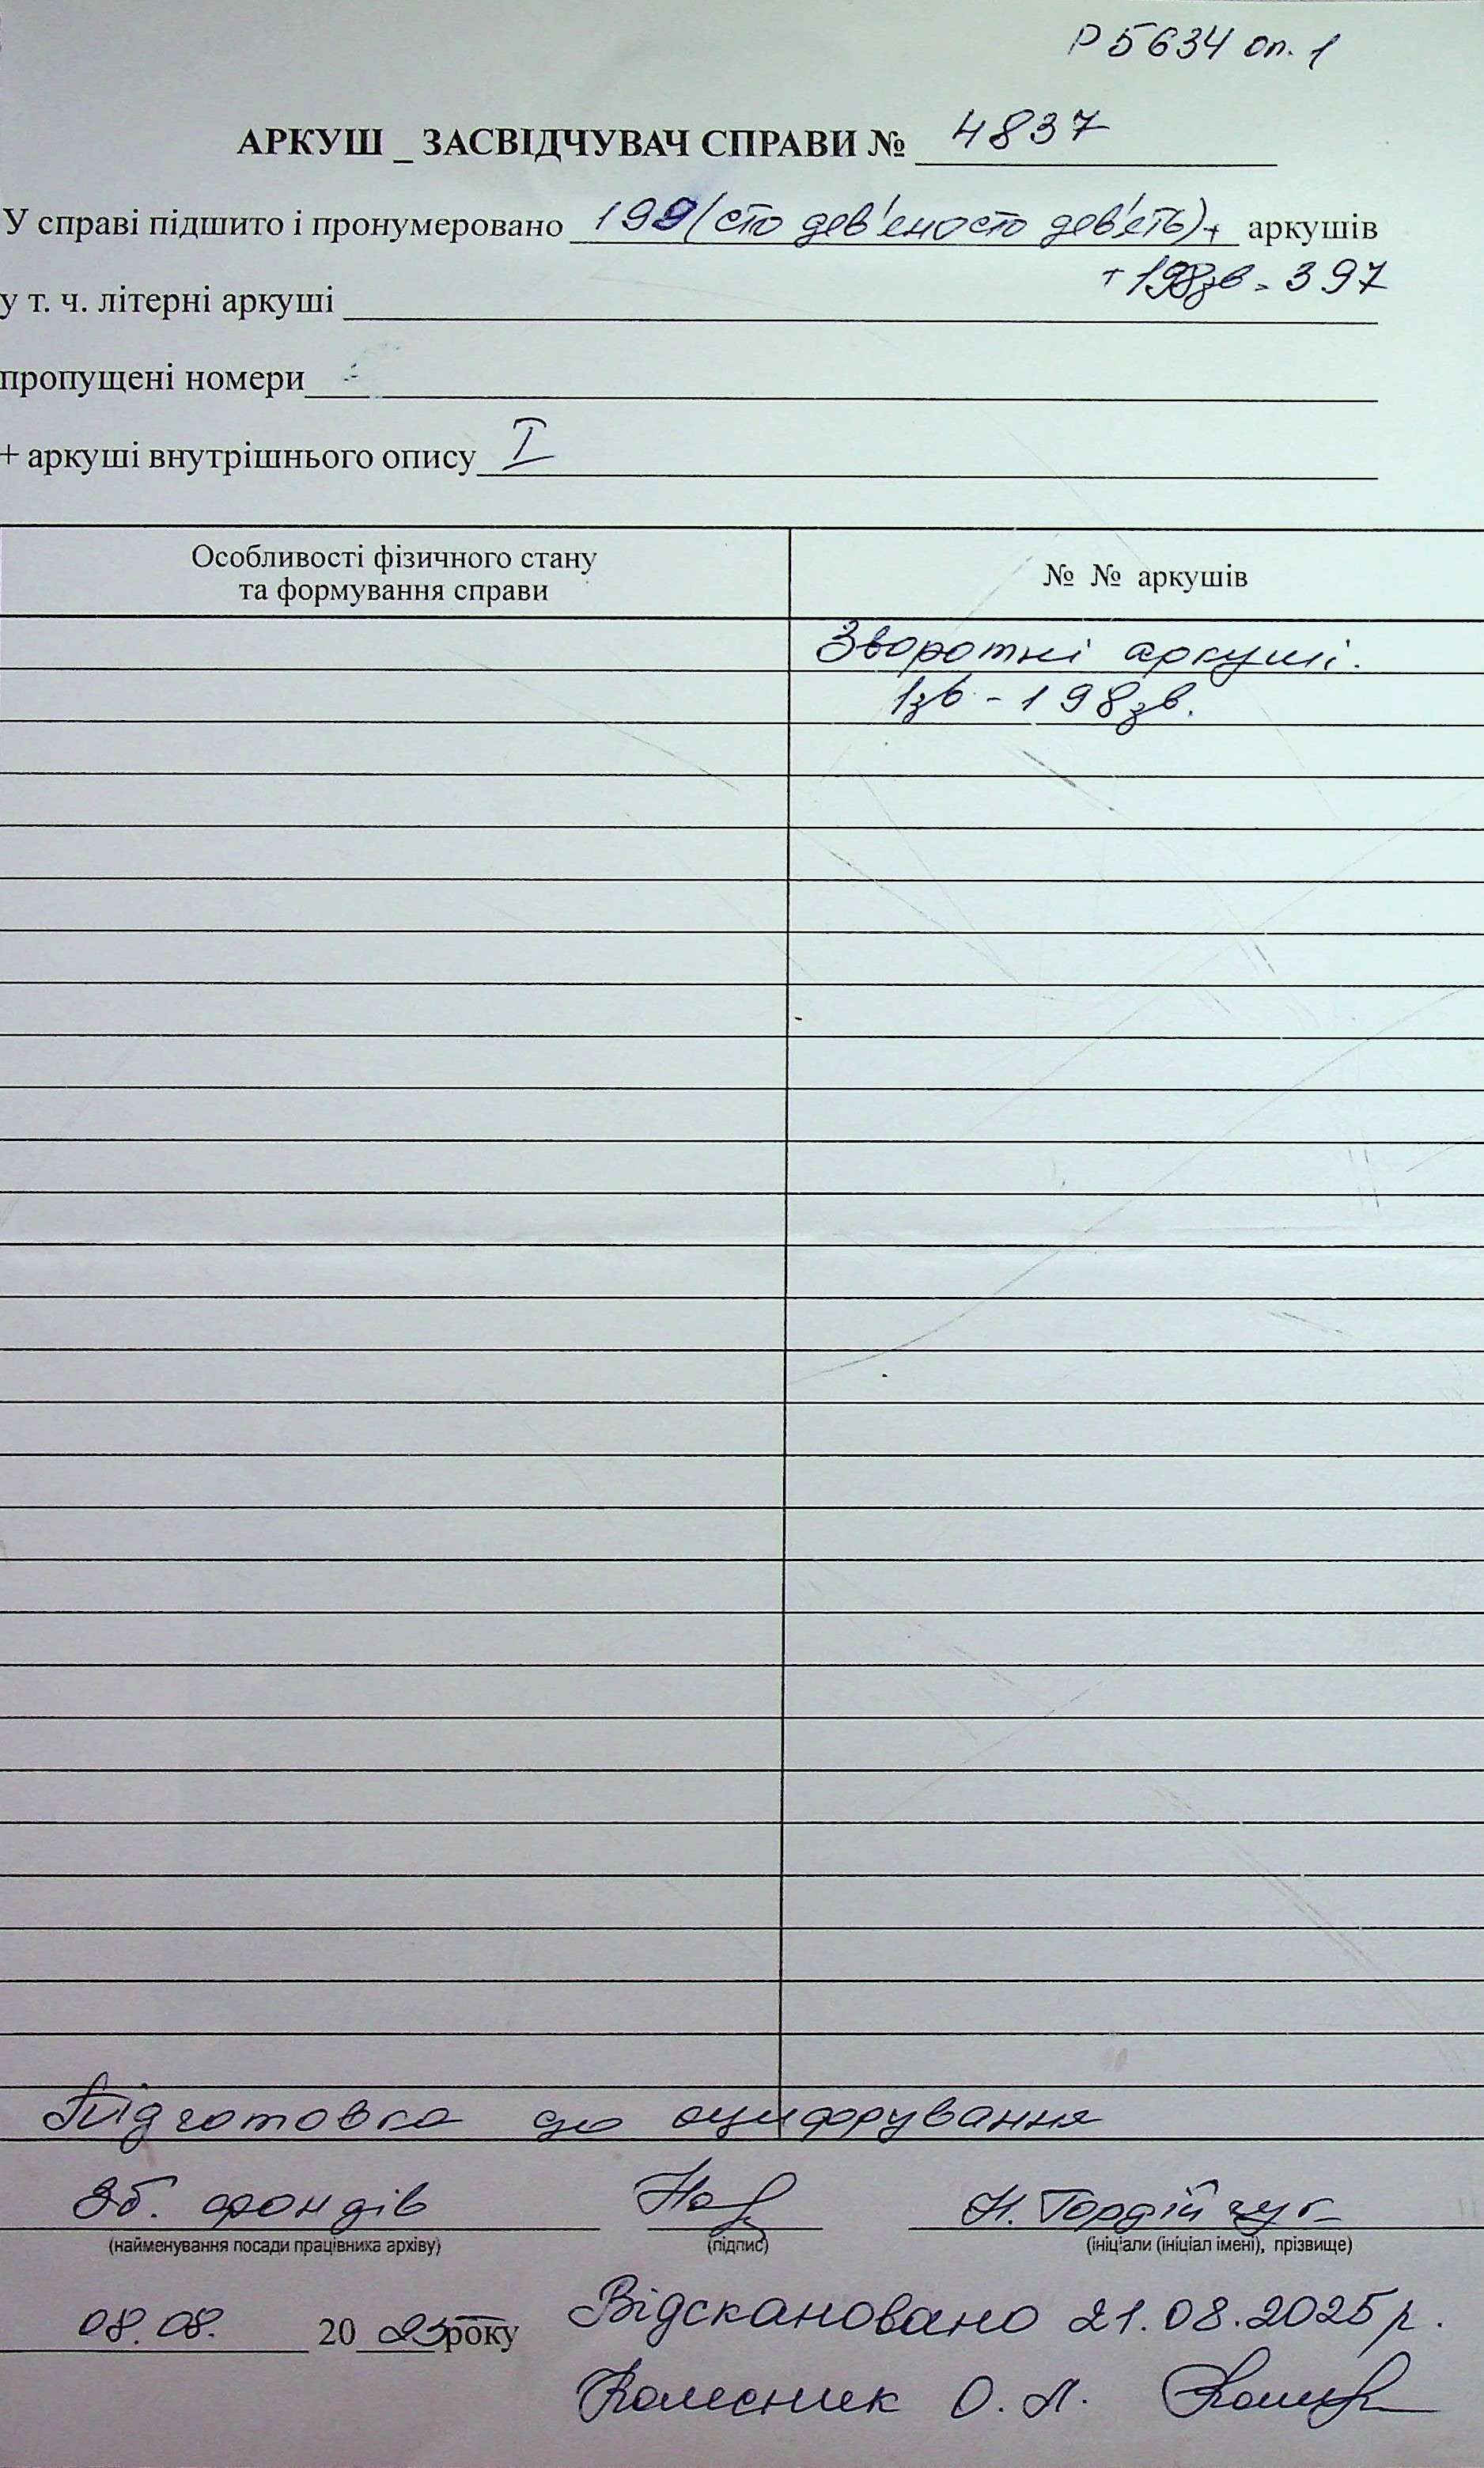 Р 5634 оп. 1
АРКУШ _ ЗАСВІДЧУВАЧ СПРАВИ № 4837
У справі підшито і пронумеровано 199 (сто дев'яносто дев'ять) + аркушів
+ 198зв = 397
у т. ч. літерні аркуші
пропущені номери -
+ аркуші внутрішнього опису I
Особливості фізичного стану
та формування справи
№ № аркушів
Зворотні аркуші.
1зв - 198зв.
Підготовка до оцифрування
Зб. фондів
Н. Гордійчук
(найменування посади працівника архіву) (підпис) (ініціали (ініціал імені), прізвище)
08.08. 20 25 року
Відскановано 21.08.2025 р.
Колесник О. Л.